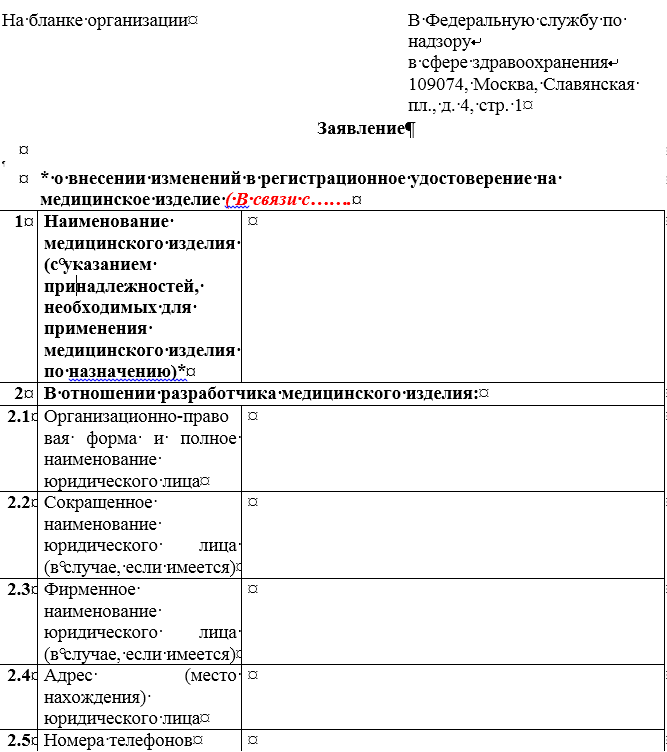 На бланке организации
В Федеральную службу по
надзору
в сфере здравоохранения
109074, Москва, Славянская
пл., д. 4, стр. 1
Заявление
* о внесении изменений в регистрационное удостоверение на
медицинское изделие ( В связи с…….
1 Наименование
медицинского изделия
(с указанием
принадлежностей,
необходимых для
применения
медицинского изделия
по назначению)*
2 В отношении разработчика медицинского изделия:
2.1 Организационно-право
вая форма и полное
наименование
юридического лица
2.2 Сокращенное
наименование
юридического лица
(в случае, если имеется)
2.3 Фирменное
наименование
юридического лица
(в случае, если имеется)
2.4 Адрес (место
нахождения)
юридического лица
2.5 Номера телефонов